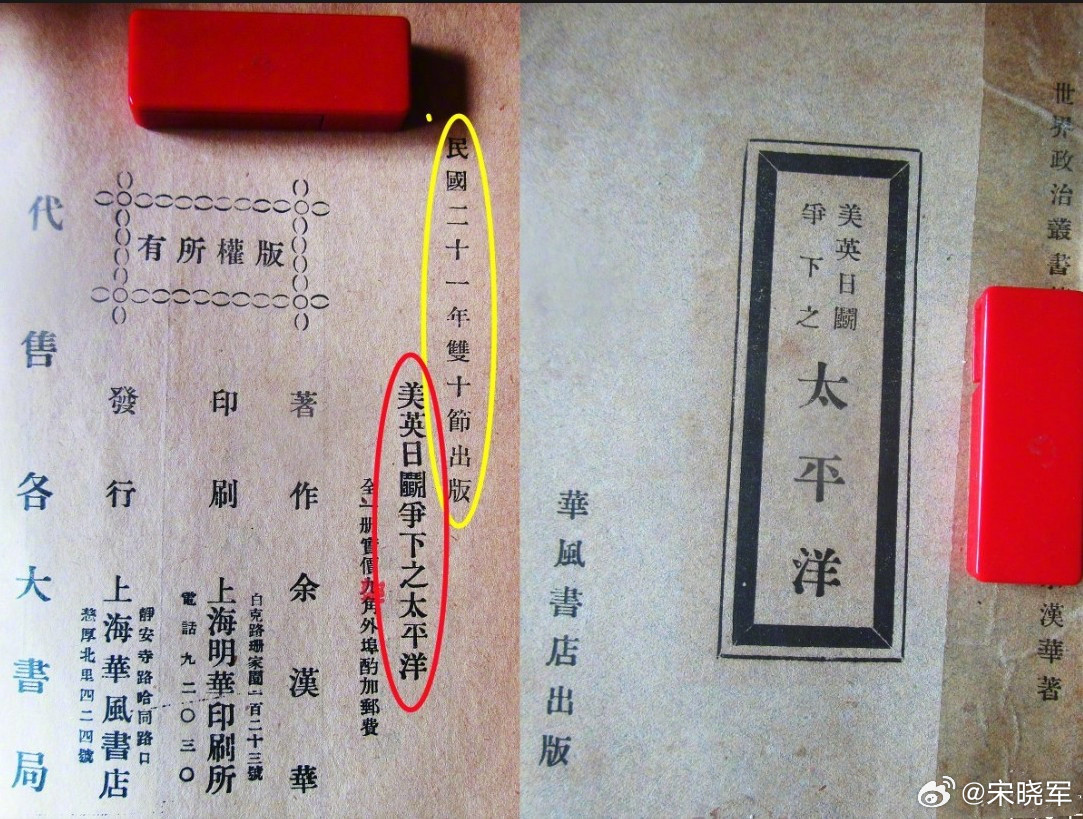 民國二十一年雙十節出版
美英日鬭爭下之太平洋
全一册實價九角外埠酌加郵費
版權所有
著作 余漢華
印刷 上海明華印刷所
白克路珊家園一百二十三號
電話九二〇三〇
發行 上海華風書店
靜安寺路哈同路口
慈厚北里四二四號
代售 各大書局
世界政治叢書
余漢華著
美英日鬭
爭下之
太平洋
華風書店出版
@宋晓军